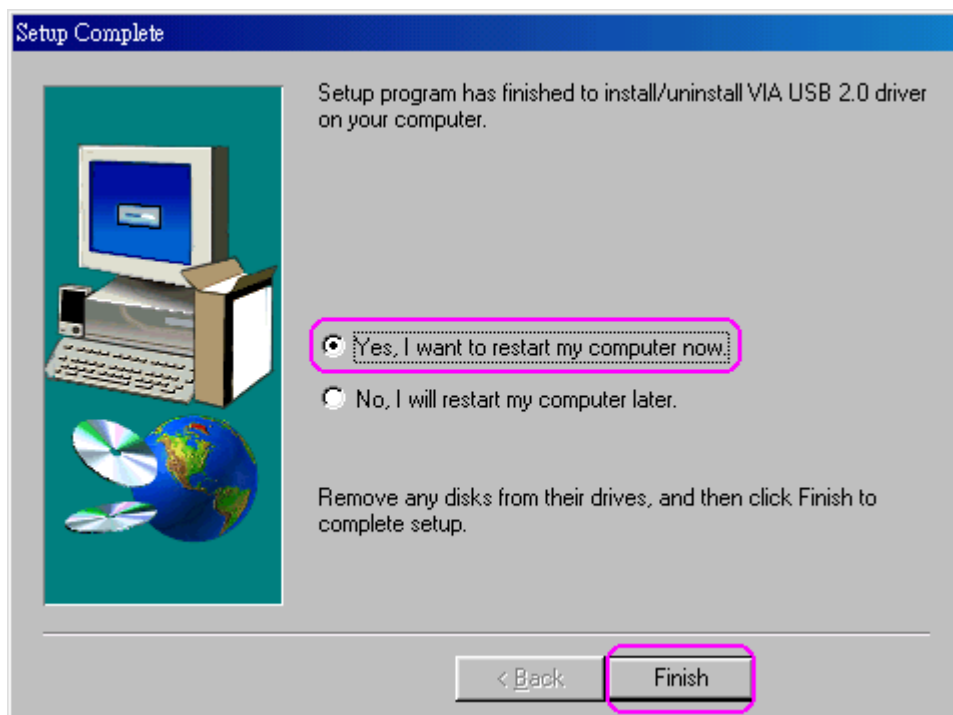 Setup Complete
Setup program has finished to install/uninstall VIA USB 2.0 driver
on your computer.
Yes, I want to restart my computer now.
No, I will restart my computer later.
Remove any disks from their drives, and then click Finish to
complete setup.
< Back
Finish